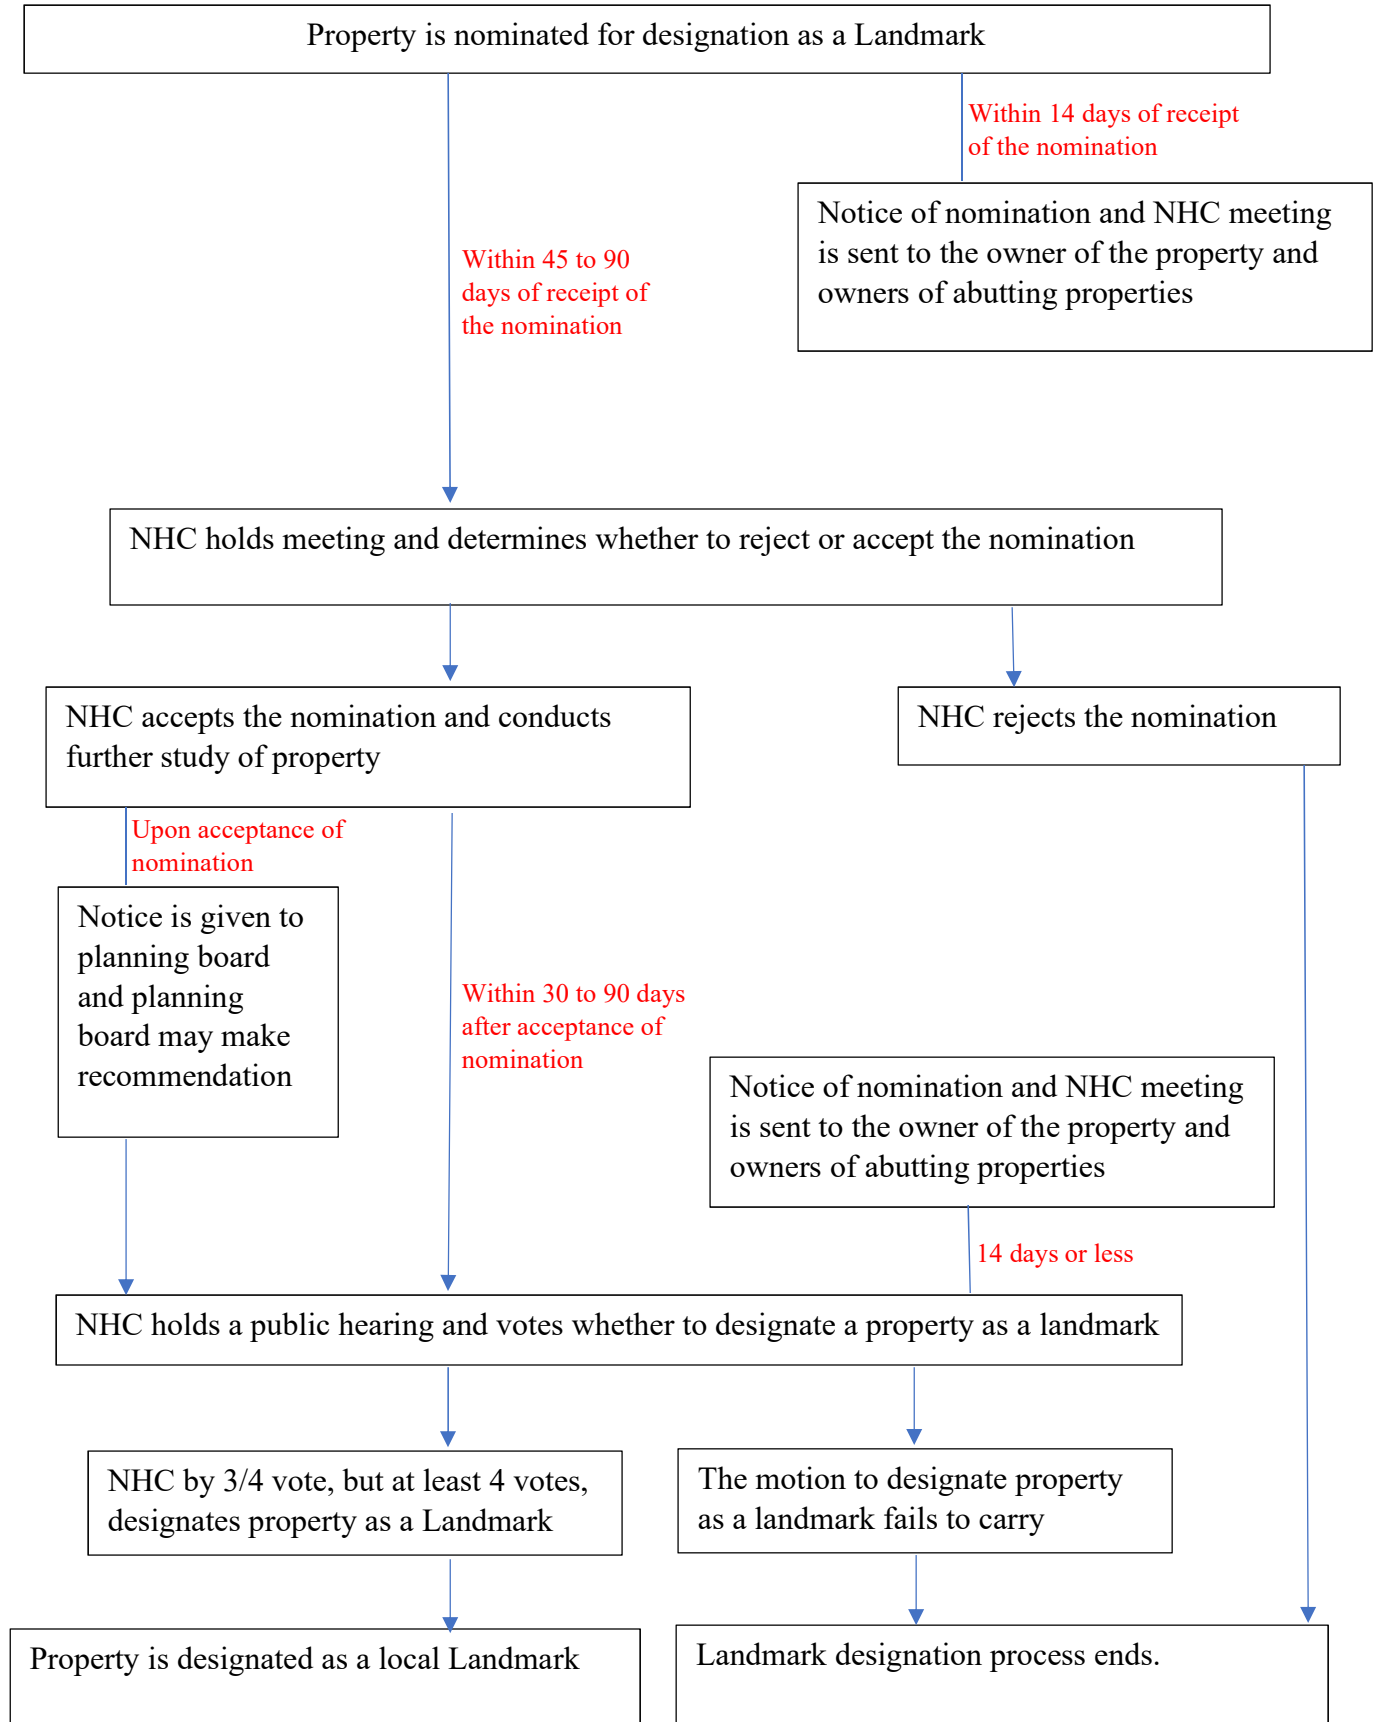 Property is nominated for designation as a Landmark
Within 14 days of receipt
of the nomination
Notice of nomination and NHC meeting
is sent to the owner of the property and
owners of abutting properties
Within 45 to 90
days of receipt of
the nomination
NHC holds meeting and determines whether to reject or accept the nomination
NHC accepts the nomination and conducts
further study of property
NHC rejects the nomination
Upon acceptance of
nomination
Notice is given to
planning board
and planning
board may make
recommendation
Within 30 to 90 days
after acceptance of
nomination
Notice of nomination and NHC meeting
is sent to the owner of the property and
owners of abutting properties
14 days or less
NHC holds a public hearing and votes whether to designate a property as a landmark
NHC by 3/4 vote, but at least 4 votes,
designates property as a Landmark
The motion to designate property
as a landmark fails to carry
Property is designated as a local Landmark
Landmark designation process ends.